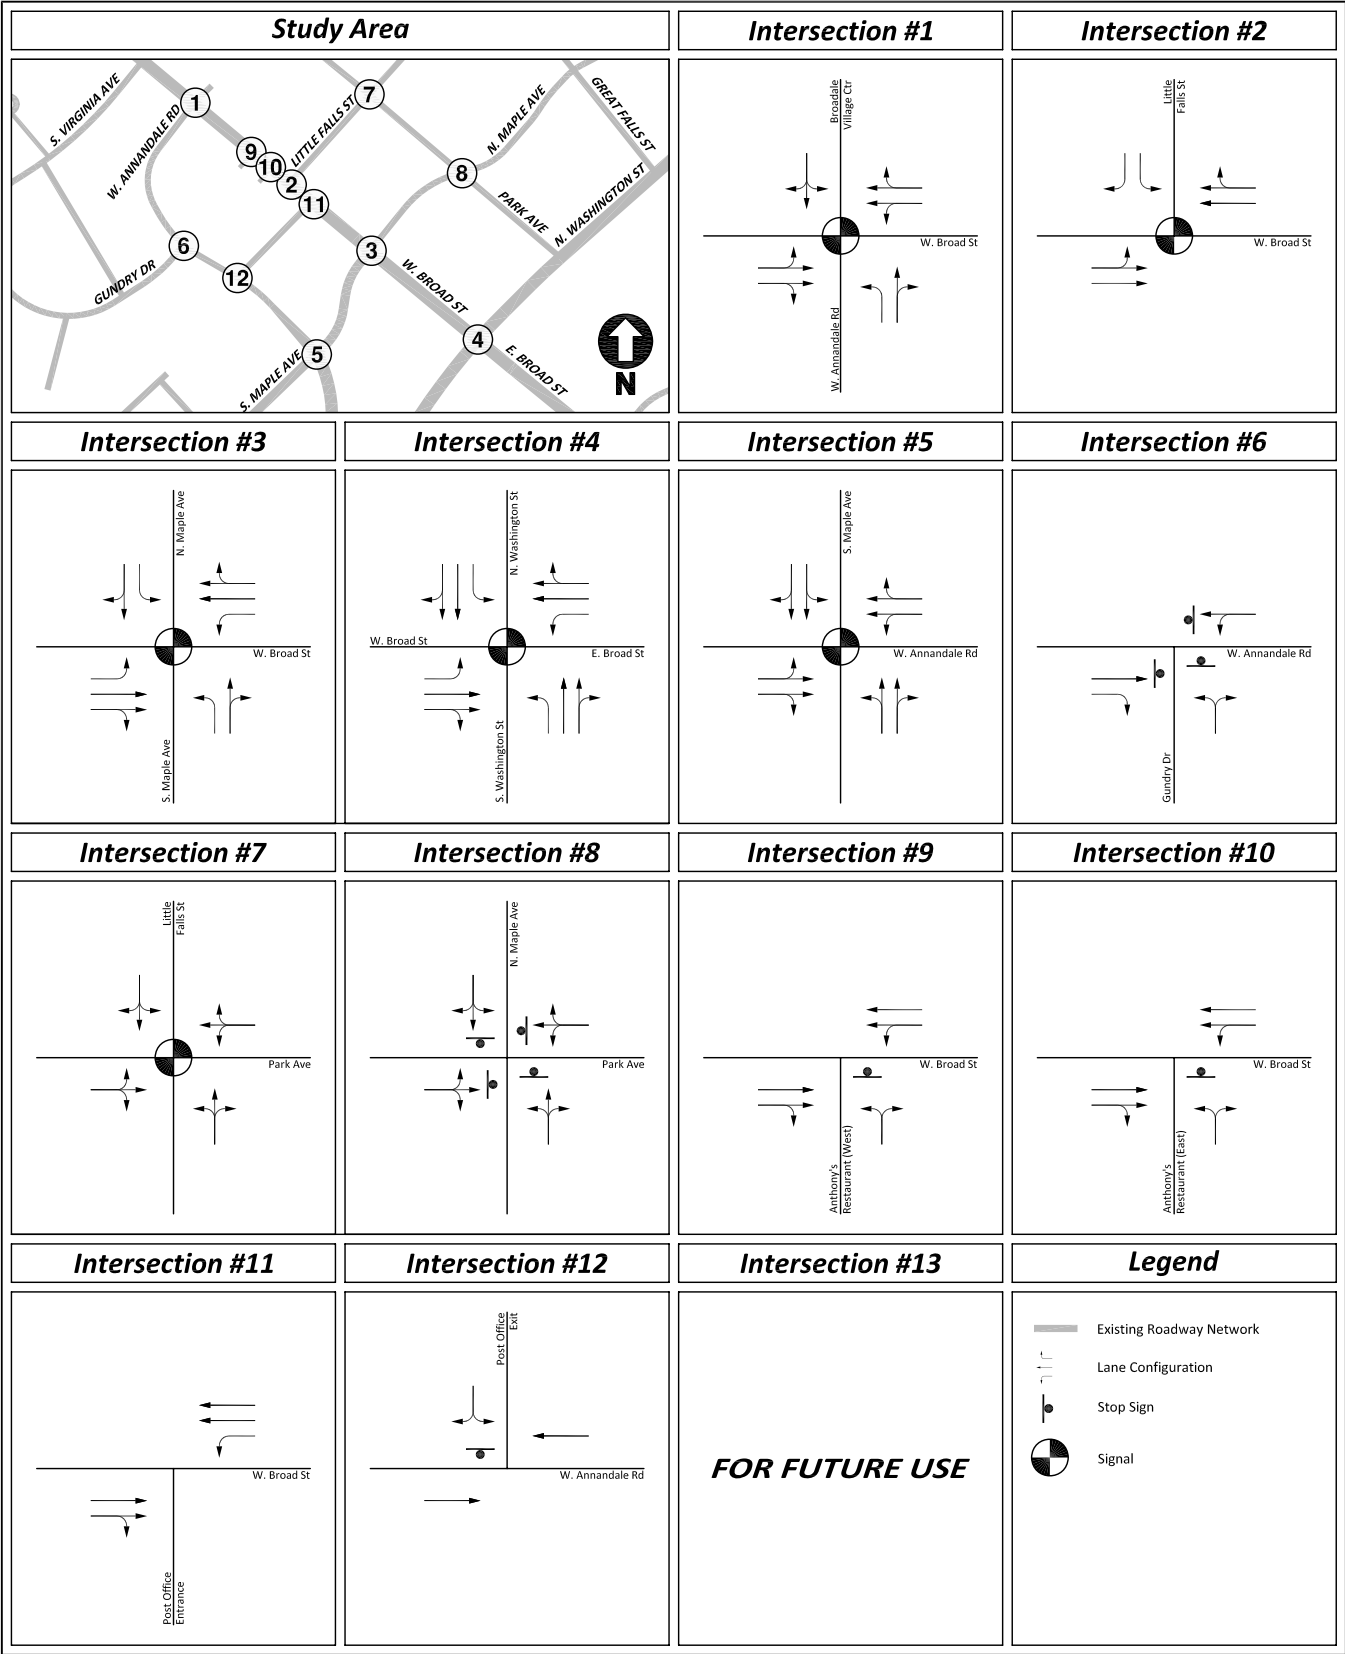 Study Area
Intersection #1
Intersection #2
S. VIRGINIA AVE
W. ANNANDALE RD
LITTLE FALLS ST
N. MAPLE AVE
GREAT FALLS ST
PARK AVE
N. WASHINGTON ST
GUNDRY DR
W. BROAD ST
S. MAPLE AVE
E. BROAD ST
1
7
9
10
2
11
8
6
12
3
5
4
N
Broadale
Village Ctr
W. Broad St
W. Annandale Rd
Little
Falls St
W. Broad St
Intersection #3
Intersection #4
Intersection #5
Intersection #6
N. Maple Ave
W. Broad St
S. Maple Ave
N. Washington St
W. Broad St
E. Broad St
S. Washington St
S. Maple Ave
W. Annandale Rd
W. Annandale Rd
Gundry Dr
Intersection #7
Intersection #8
Intersection #9
Intersection #10
Little
Falls St
Park Ave
N. Maple Ave
Park Ave
W. Broad St
Anthony's
Restaurant (West)
W. Broad St
Anthony's
Restaurant (East)
Intersection #11
Intersection #12
Intersection #13
Legend
W. Broad St
Post Office
Entrance
Post Office
Exit
W. Annandale Rd
FOR FUTURE USE
Existing Roadway Network
Lane Configuration
Stop Sign
Signal